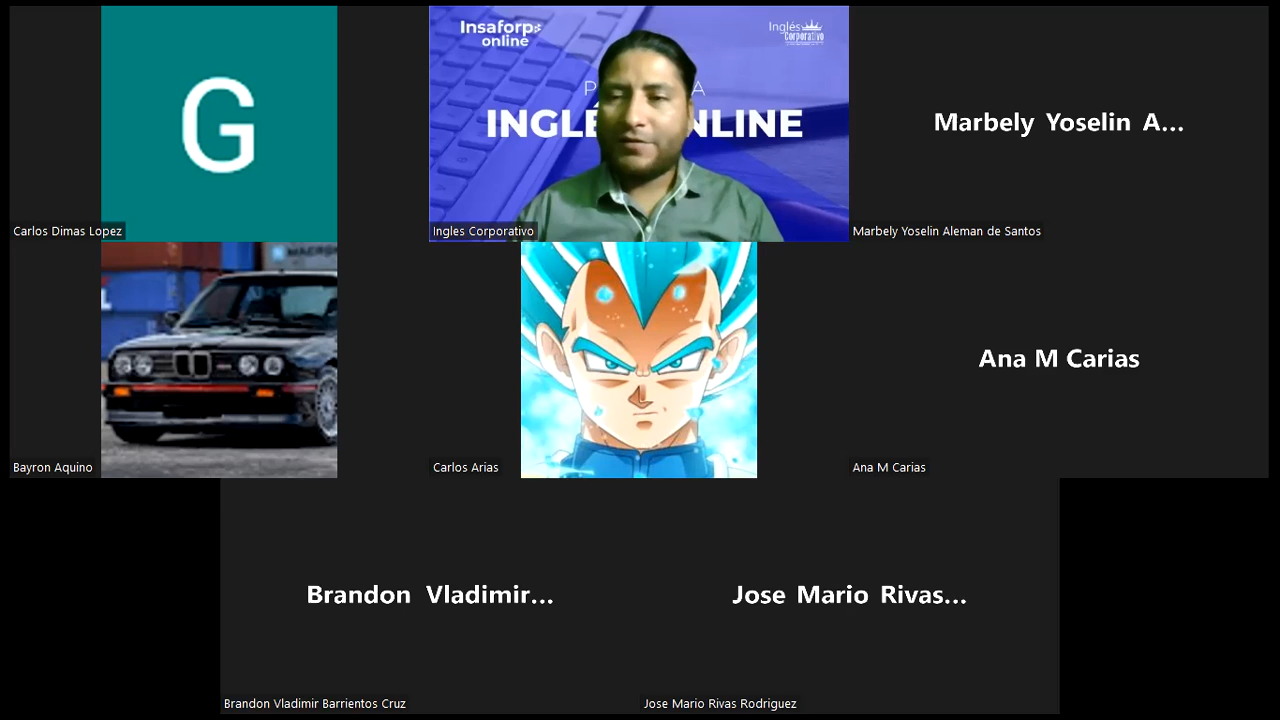 G
Carlos Dimas Lopez
Insaforp
online
Inglés
Corporativo
INGLÉ NLINE
Ingles Corporativo
Marbely Yoselin A...
Marbely Yoselin Aleman de Santos
Bayron Aquino
Carlos Arias
Ana M Carias
Ana M Carias
Brandon Vladimir...
Brandon Vladimir Barrientos Cruz
Jose Mario Rivas...
Jose Mario Rivas Rodriguez